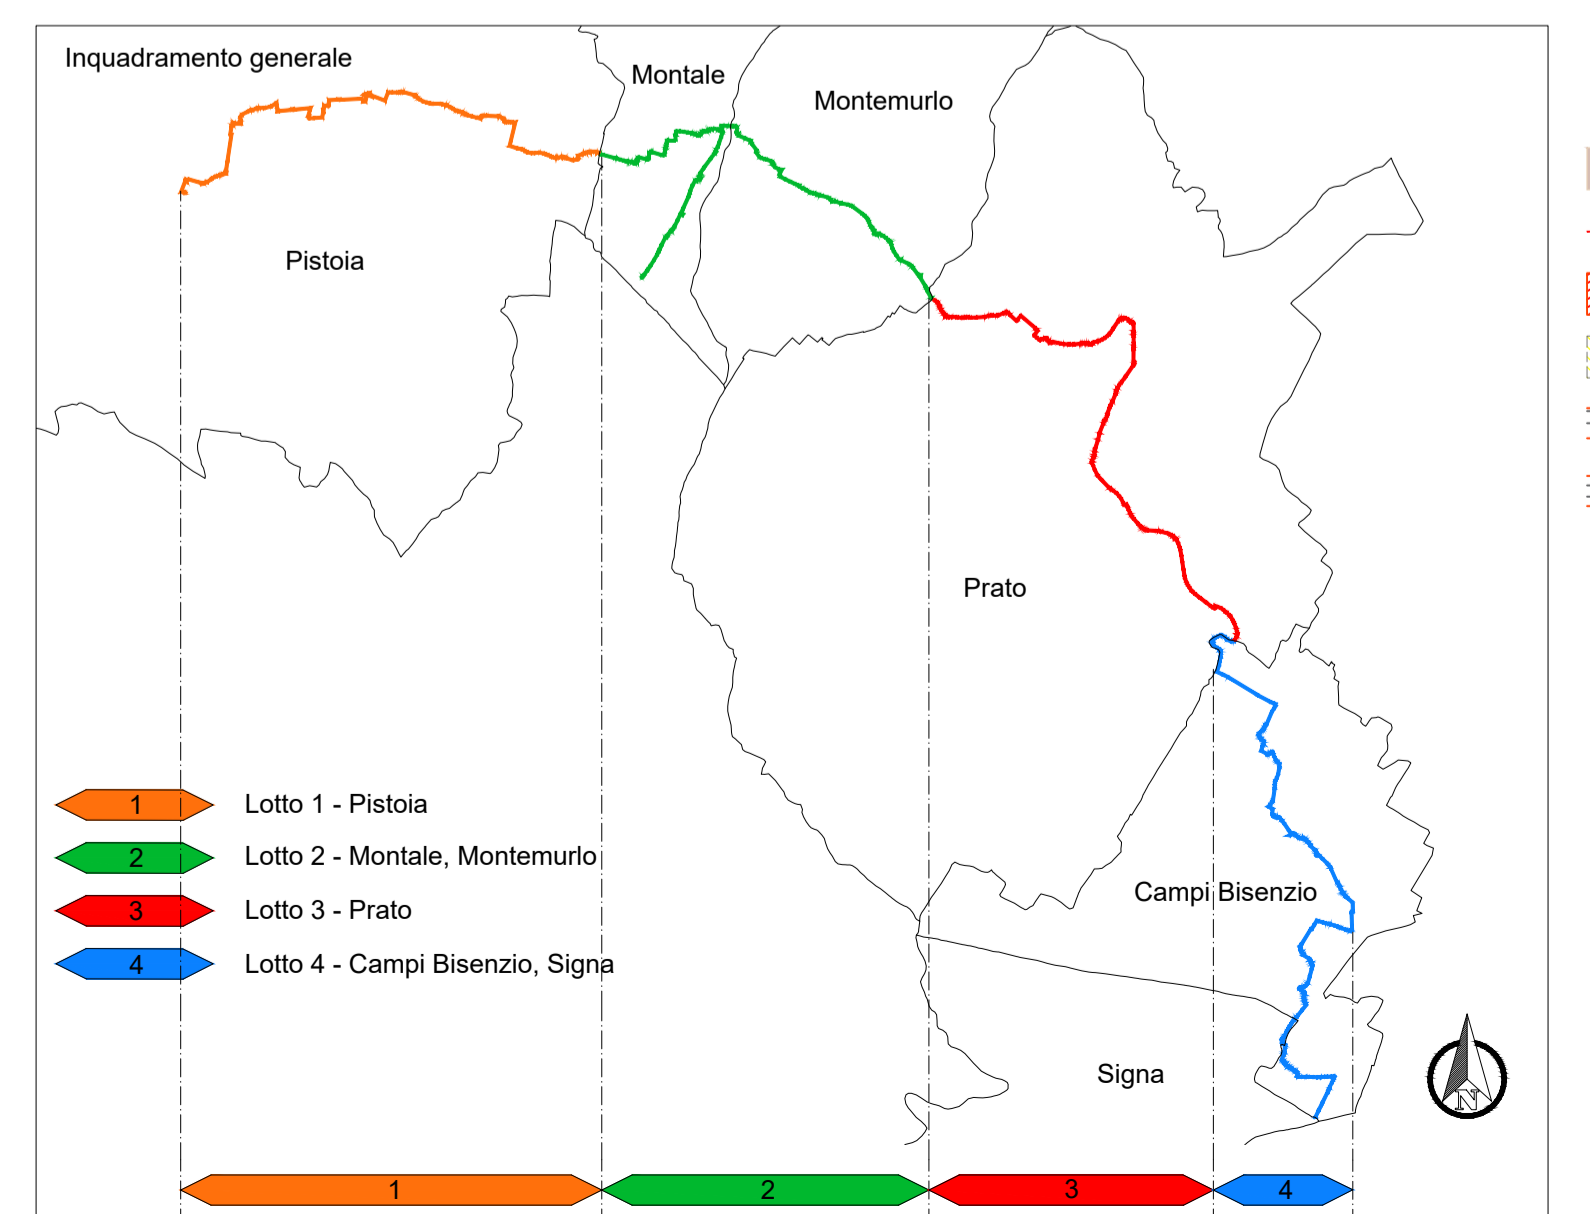 Inquadramento generale
Montale
Montemurlo
Pistoia
Prato
1 Lotto 1 - Pistoia
2 Lotto 2 - Montale, Montemurlo
3 Lotto 3 - Prato
4 Lotto 4 - Campi Bisenzio, Signa
Campi Bisenzio
Signa
N
1 2 3 4